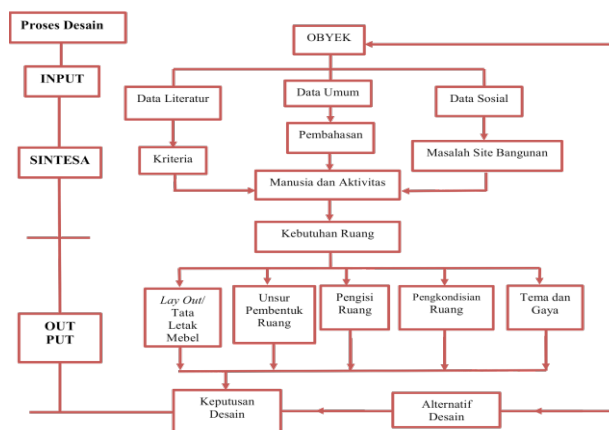 Proses Desain
OBYEK
INPUT
Data Literatur
Data Umum
Data Sosial
Pembahasan
SINTESA
Kriteria
Masalah Site Bangunan
Manusia dan Aktivitas
Kebutuhan Ruang
Lay Out/
Tata
Letak
Mebel
Unsur
Pembentuk
Ruang
Pengisi
Ruang
Pengkondisian
Ruang
Tema dan
Gaya
OUT
PUT
Keputusan
Desain
Alternatif
Desain